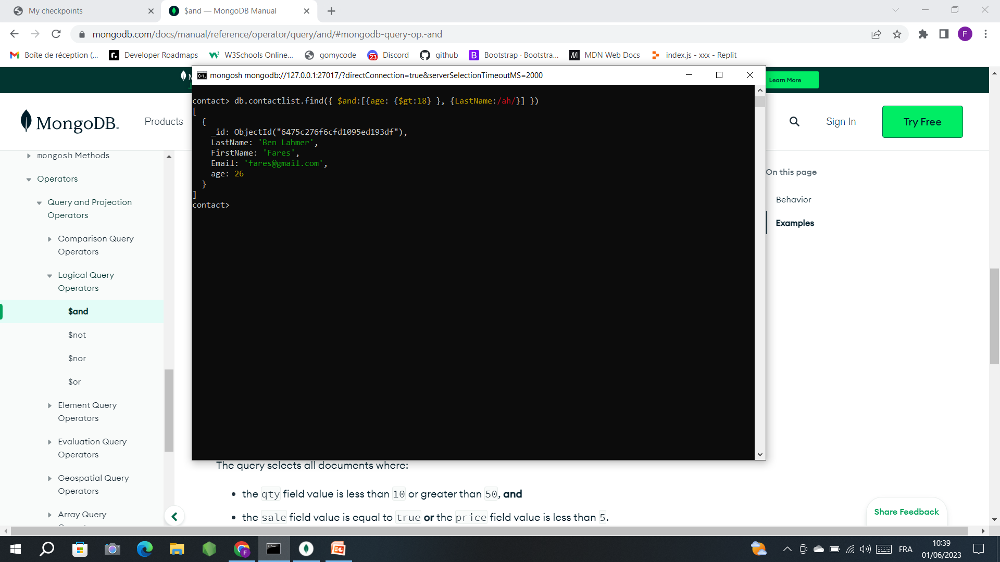 My checkpoints
$and — MongoDB Manual
mongodb.com/docs/manual/reference/operator/query/and/#mongodb-query-op.-and
F
Boîte de réception (...
Developer Roadmaps
W3Schools Online...
gomycode
Discord
github
Bootstrap · Bootstra...
MDN Web Docs
index.js - xxx - Replit
mongosh mongodb://127.0.0.1:27017/?directConnection=true&serverSelectionTimeoutMS=2000
Learn More
MongoDB.
Products
Sign In
Try Free
contact> db.contactlist.find({ $and:[{age: {$gt:18} }, {LastName:/ah/}] })
[
{
_id: ObjectId("6475c276f6cfd1095ed193df"),
LastName: 'Ben Lahmer',
FirstName: 'Fares',
Email: 'fares@gmail.com',
age: 26
}
]
contact>
mongosh Methods
Operators
Query and Projection
Operators
Comparison Query
Operators
Logical Query
Operators
$and
$not
$nor
$or
Element Query
Operators
Evaluation Query
Operators
Geospatial Query
Operators
Array Query
On this page
Behavior
Examples
The query selects all documents where:
• the qty field value is less than 10 or greater than 50, and
• the sale field value is equal to true or the price field value is less than 5.
Share Feedback
FRA
10:39
01/06/2023